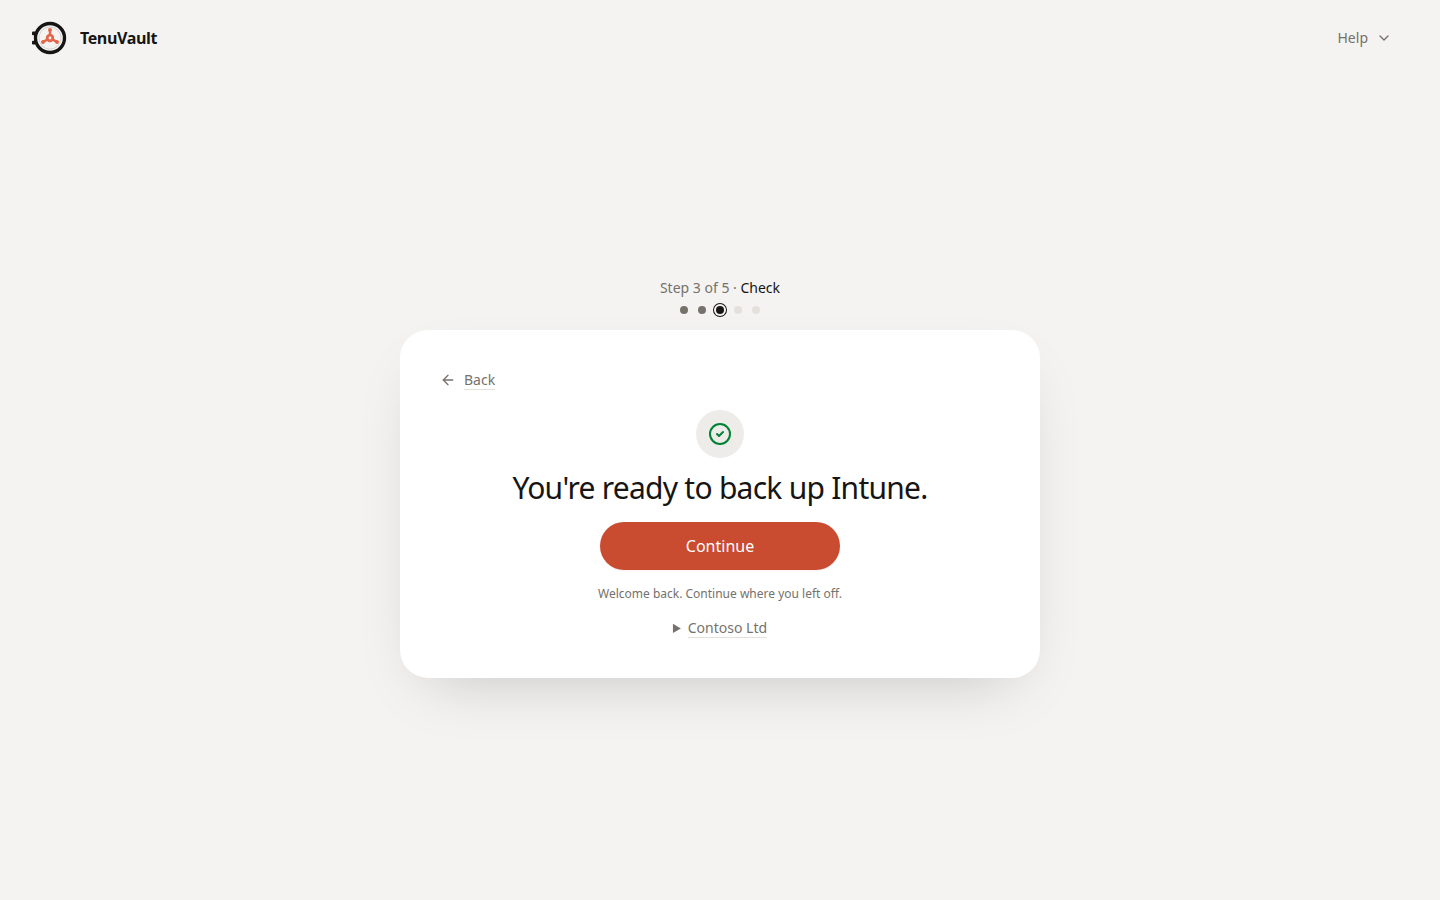 TenuVault
Help
Step 3 of 5 · Check
Back
You're ready to back up Intune.
Continue
Welcome back. Continue where you left off.
Contoso Ltd